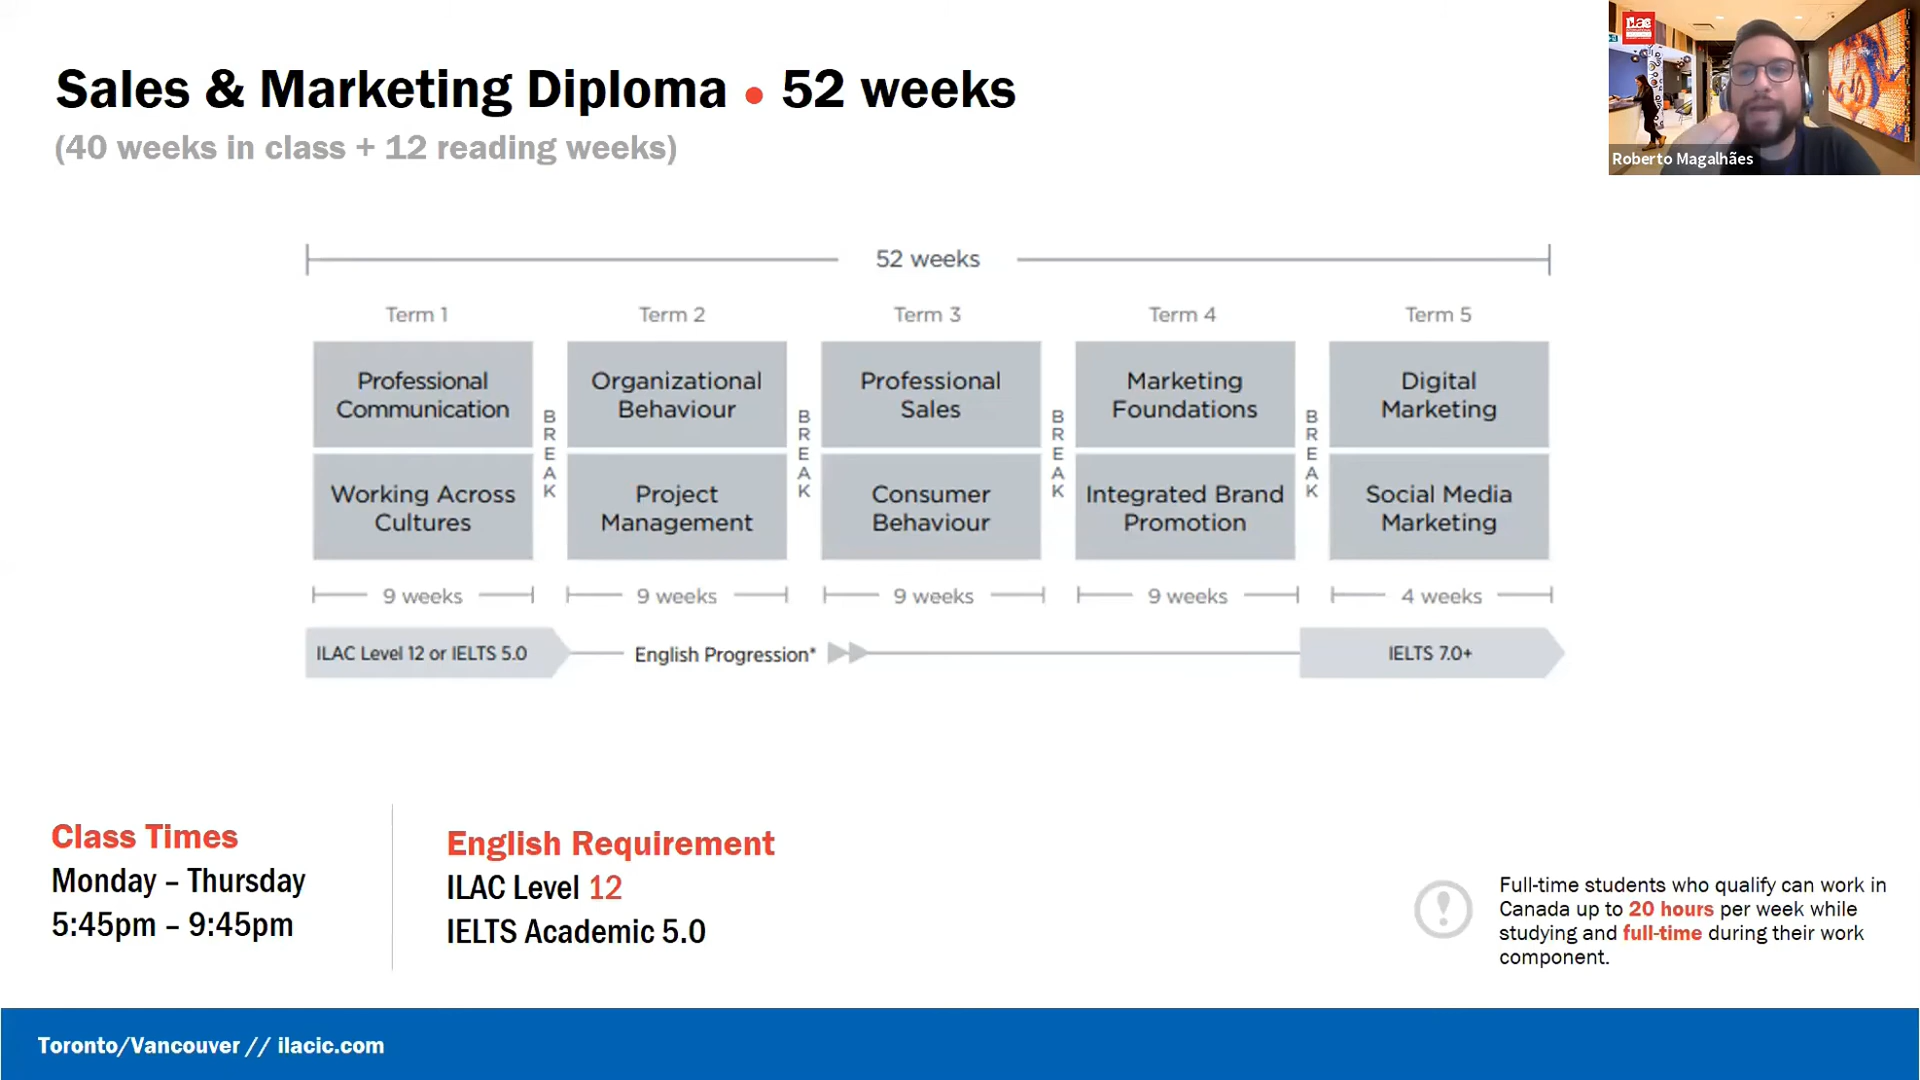 Sales & Marketing Diploma • 52 weeks
(40 weeks in class + 12 reading weeks)
ilac
Roberto Magalhães
52 weeks
Term 1
Term 2
Term 3
Term 4
Term 5
Professional
Communication
Organizational
Behaviour
Professional
Sales
Marketing
Foundations
Digital
Marketing
BREAK
BREAK
BREAK
BREAK
Working Across
Cultures
Project
Management
Consumer
Behaviour
Integrated Brand
Promotion
Social Media
Marketing
9 weeks
9 weeks
9 weeks
9 weeks
4 weeks
ILAC Level 12 or IELTS 5.0
English Progression*
IELTS 7.0+
Class Times
Monday – Thursday
5:45pm – 9:45pm
English Requirement
ILAC Level 12
IELTS Academic 5.0
Full-time students who qualify can work in
Canada up to 20 hours per week while
studying and full-time during their work
component.
Toronto/Vancouver // ilacic.com